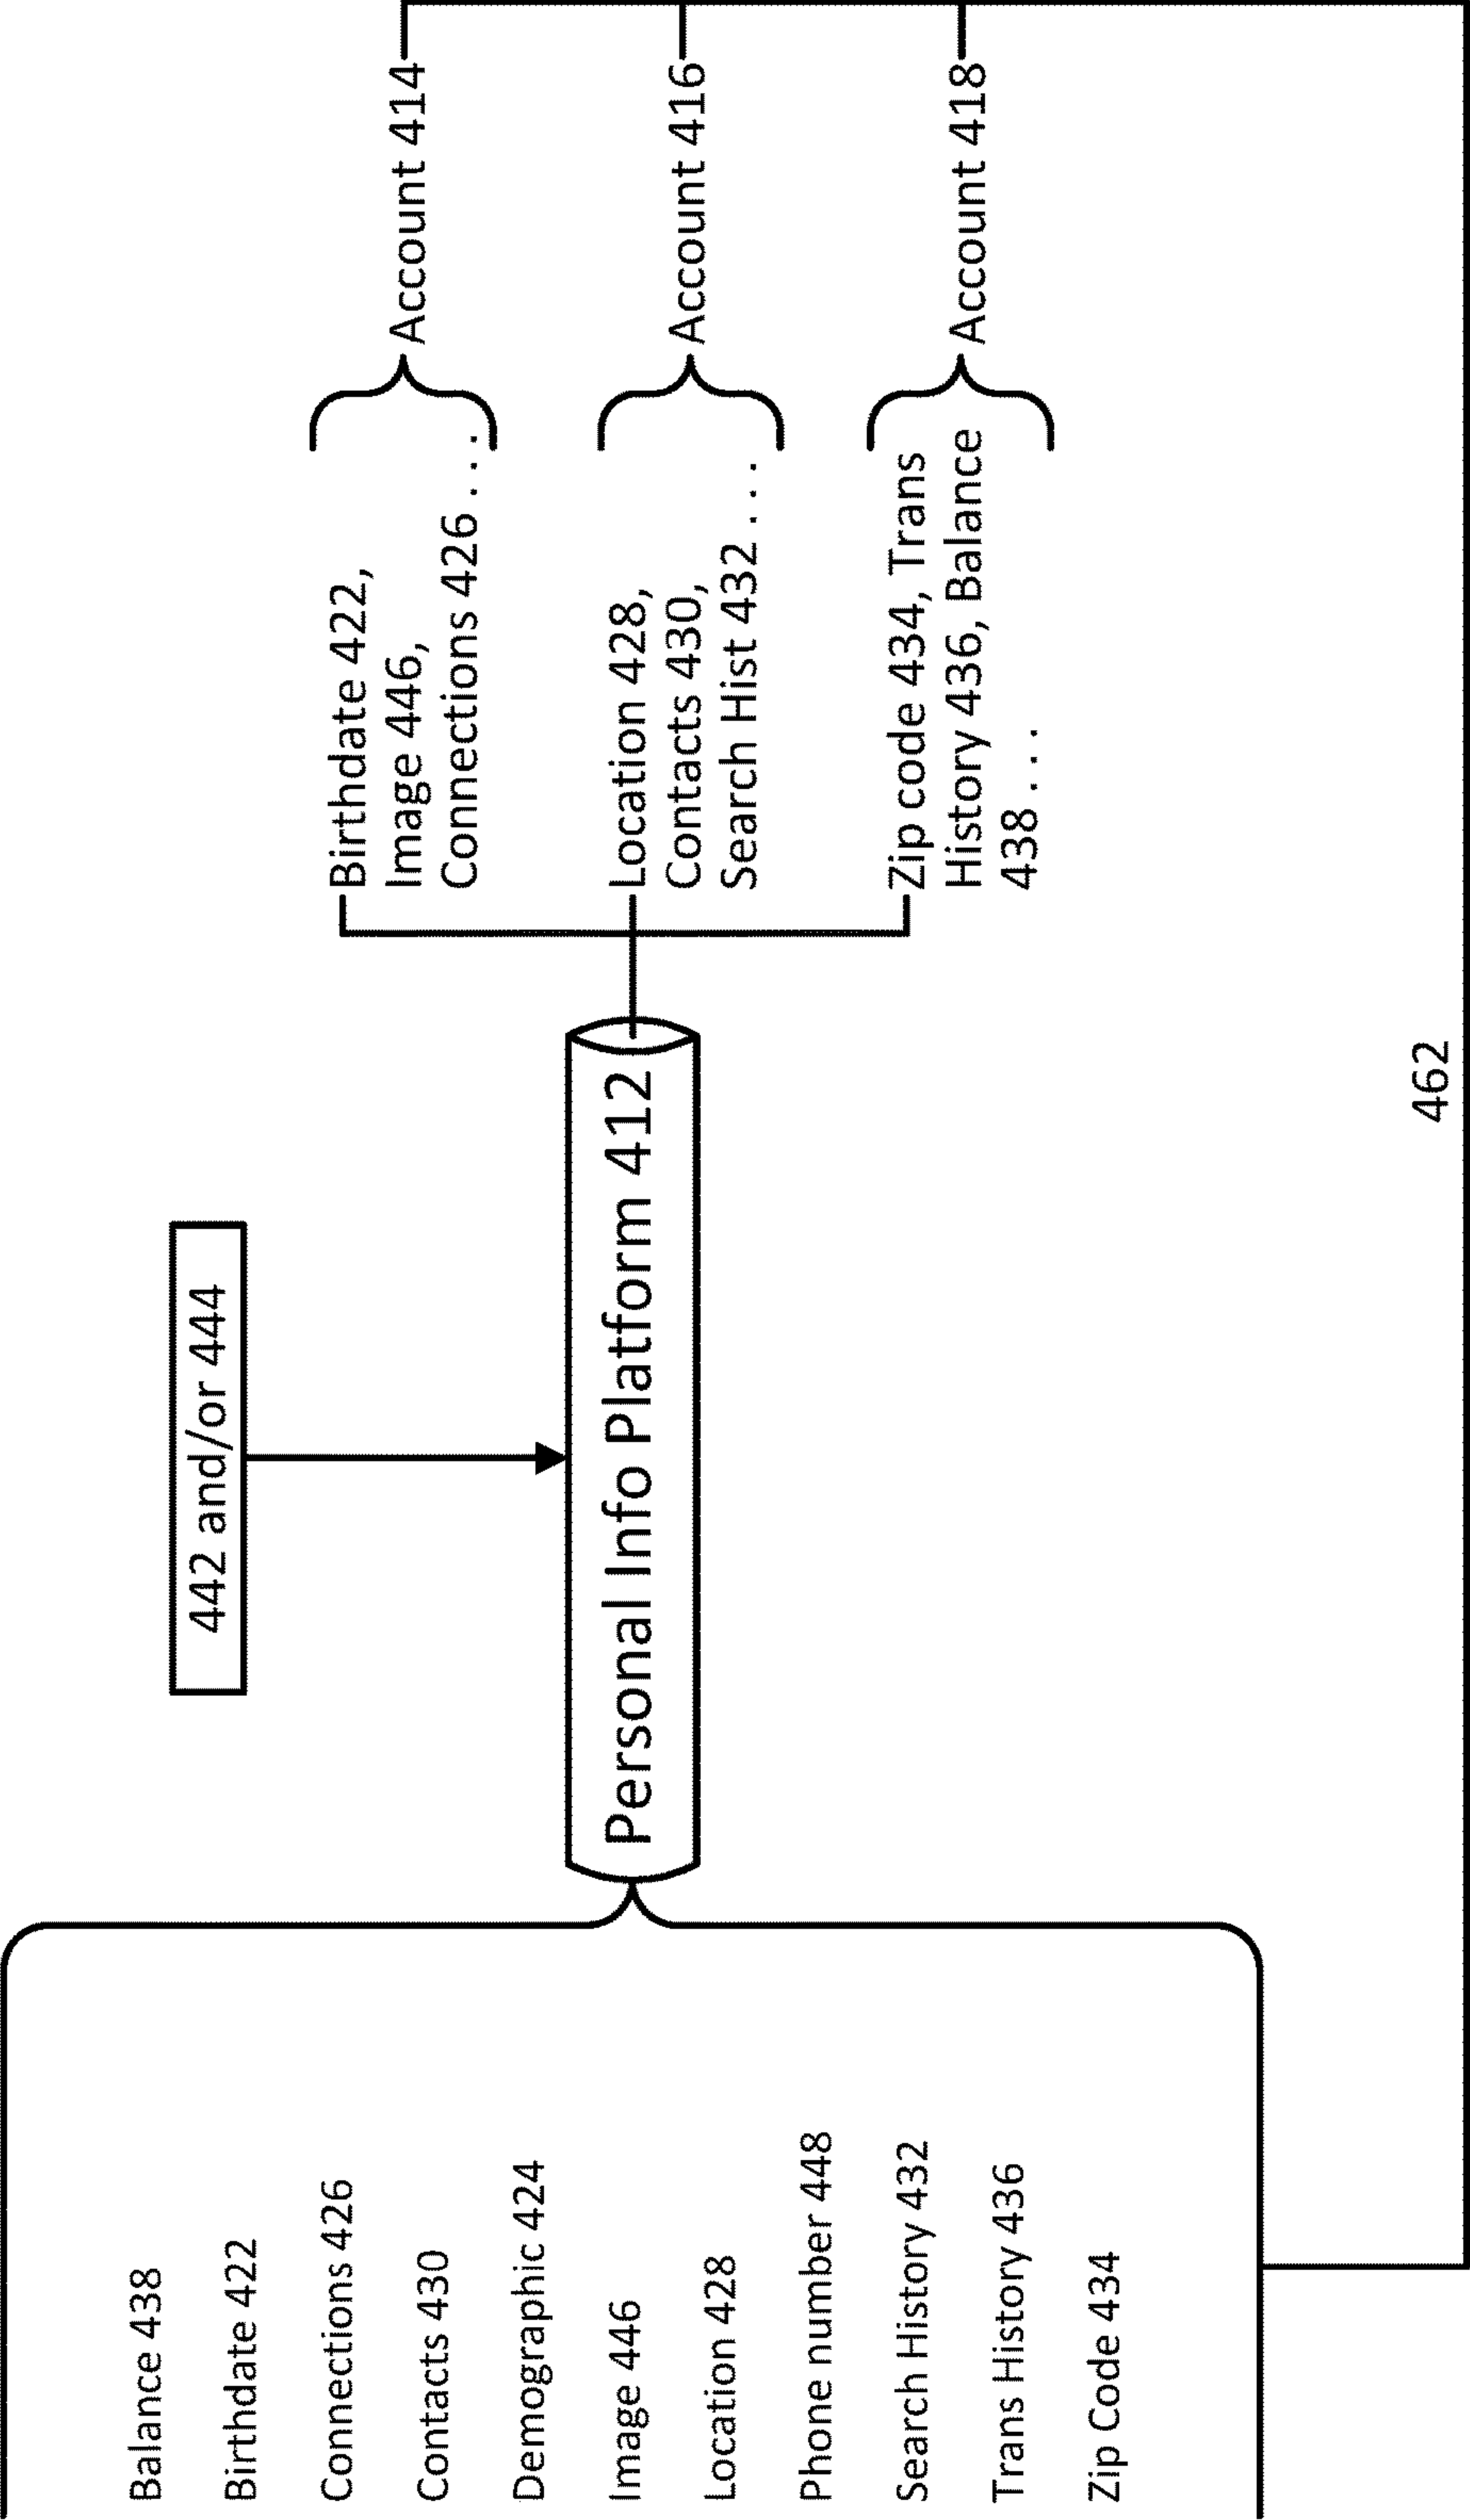 Balance 438
Birthdate 422
Connections 426
Contacts 430
Demographic 424
Image 446
Location 428
Phone number 448
Search History 432
Trans History 436
Zip Code 434
442 and/or 444
Personal Info Platform 412
Birthdate 422,
Image 446,
Connections 426 . . .
Location 428,
Contacts 430,
Search Hist 432 . . .
Zip code 434, Trans
History 436, Balance
438 . . .
Account 414
Account 416
Account 418
462